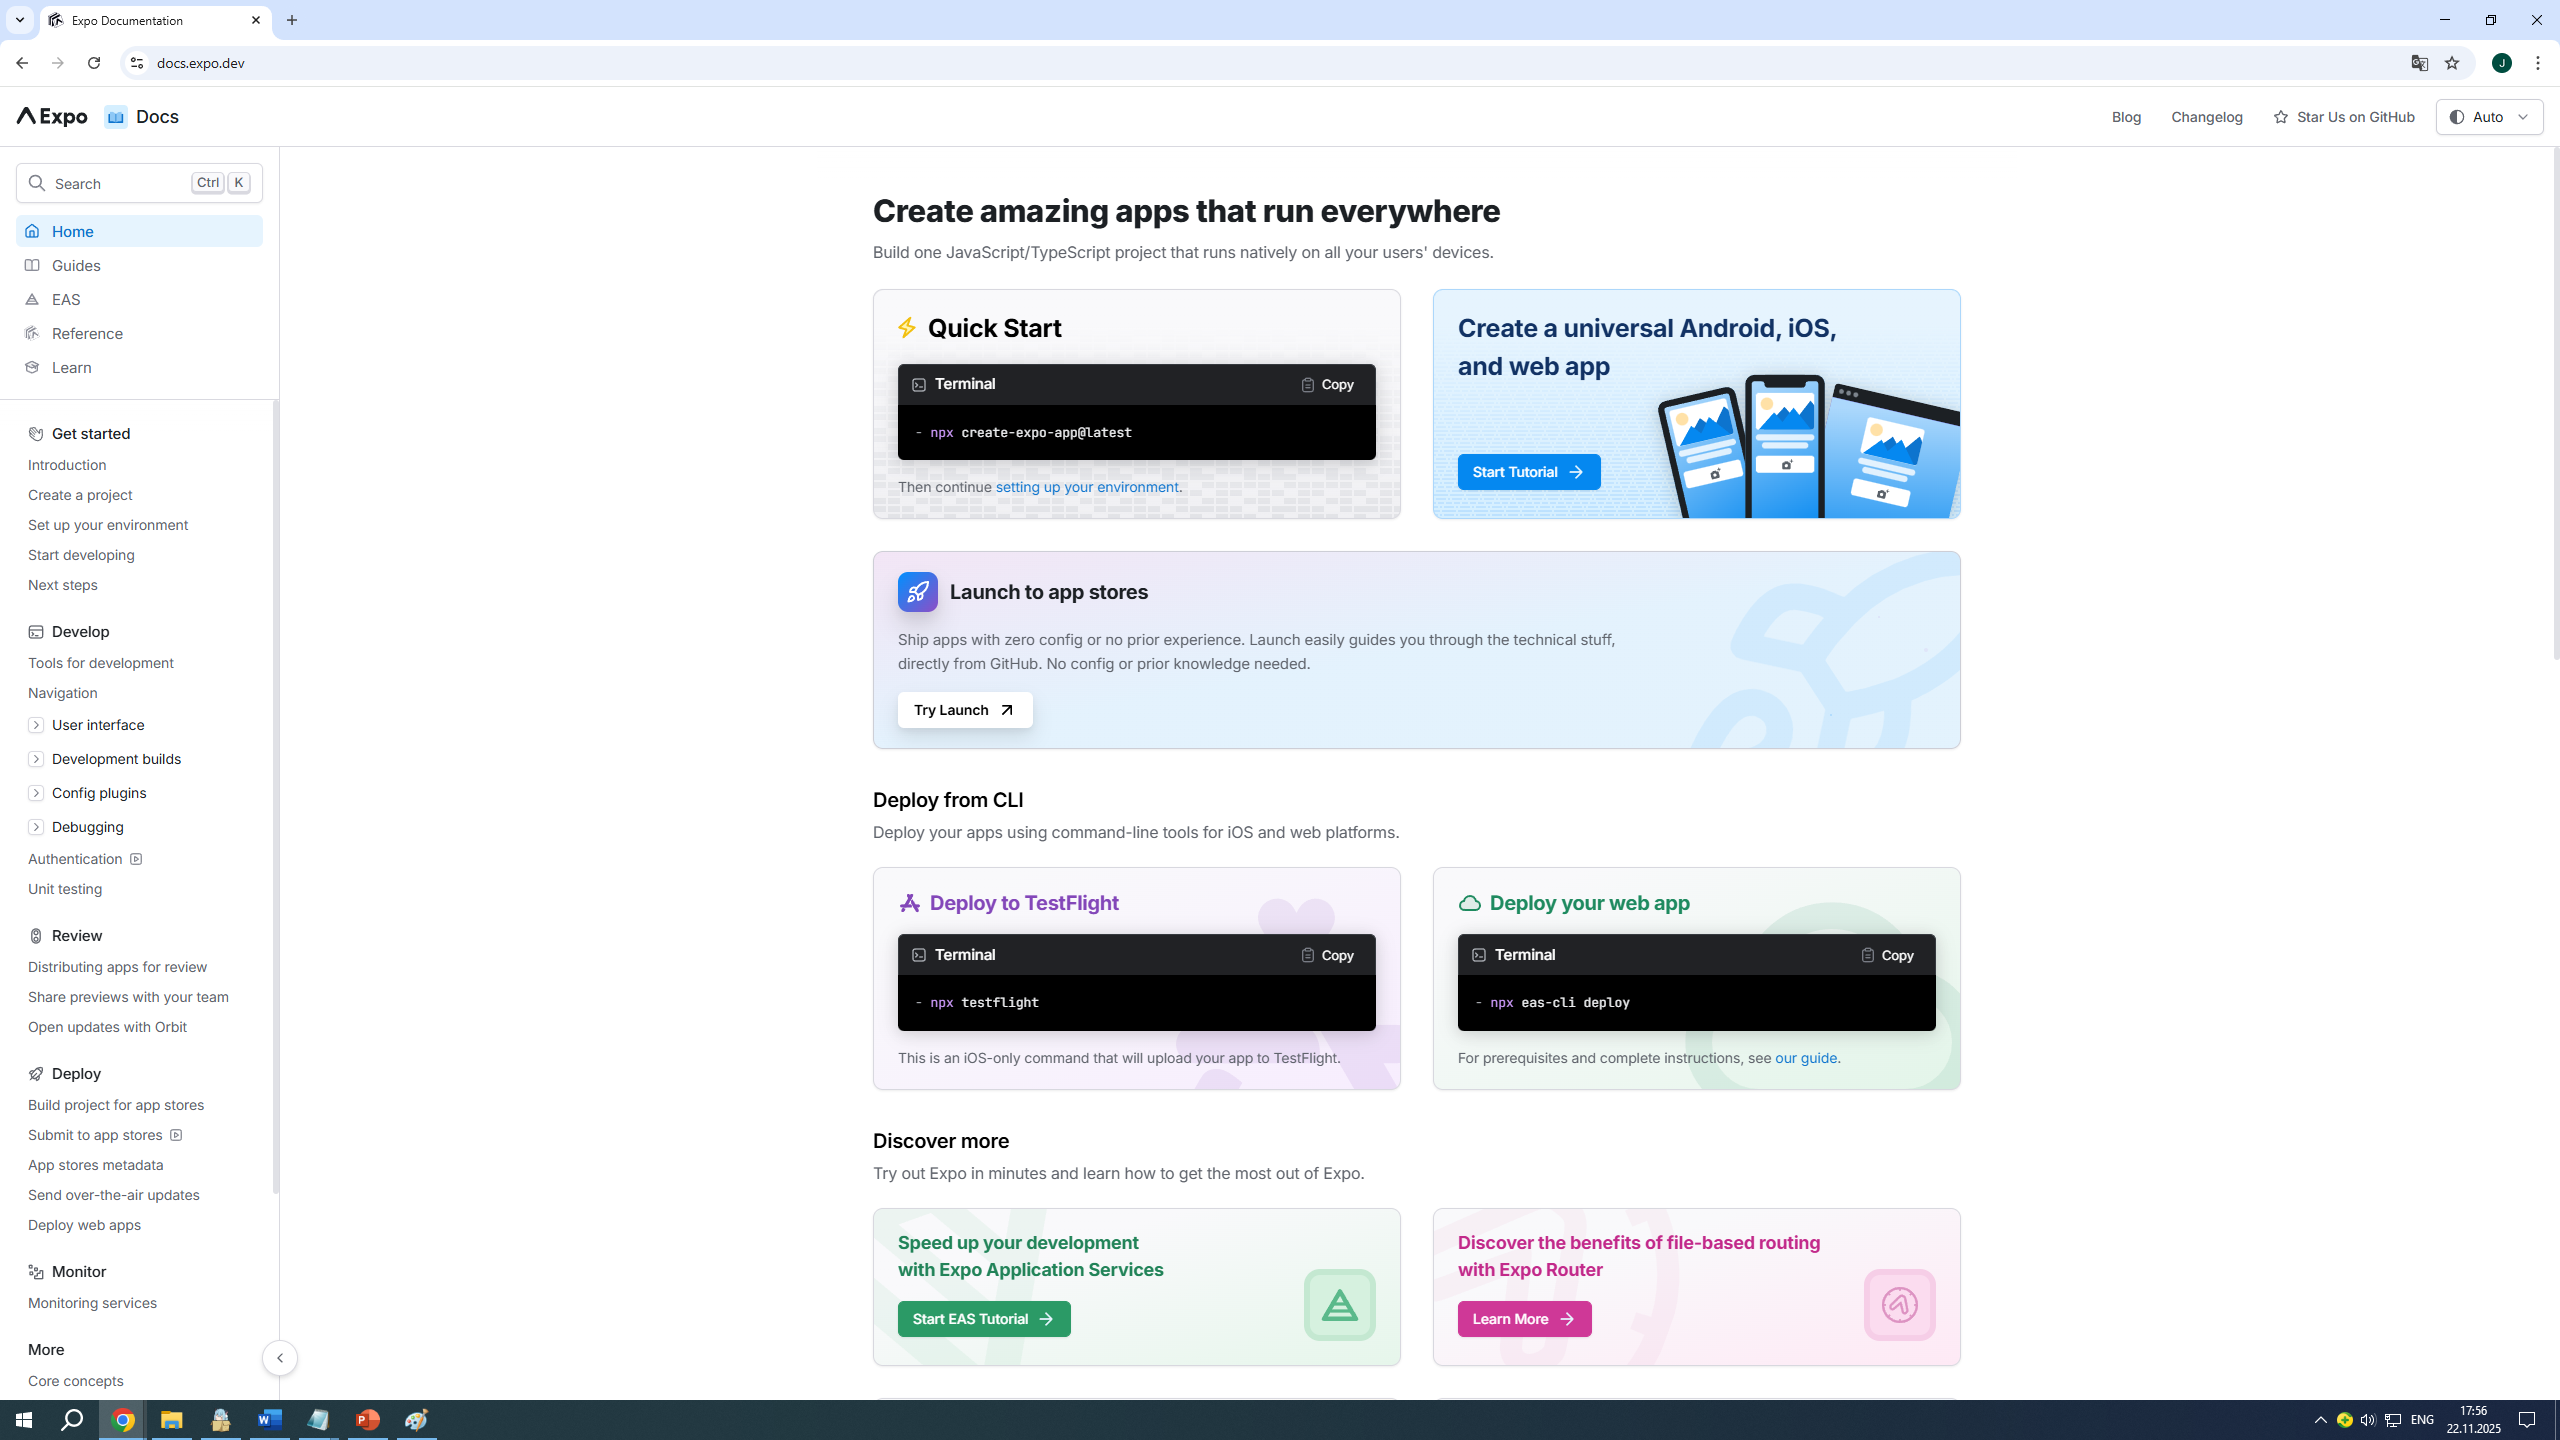 Expo Documentation
docs.expo.dev
J
Expo Docs
Blog
Changelog
Star Us on GitHub
Auto
Search
Ctrl K
Home
Guides
EAS
Reference
Learn
Get started
Introduction
Create a project
Set up your environment
Start developing
Next steps
Develop
Tools for development
Navigation
User interface
Development builds
Config plugins
Debugging
Authentication
Unit testing
Review
Distributing apps for review
Share previews with your team
Open updates with Orbit
Deploy
Build project for app stores
Submit to app stores
App stores metadata
Send over-the-air updates
Deploy web apps
Monitor
Monitoring services
More
Core concepts
Create amazing apps that run everywhere
Build one JavaScript/TypeScript project that runs natively on all your users' devices.
Quick Start
Terminal
Copy
- npx create-expo-app@latest
Then continue setting up your environment.
Create a universal Android, iOS,
and web app
Start Tutorial
Launch to app stores
Ship apps with zero config or no prior experience. Launch easily guides you through the technical stuff,
directly from GitHub. No config or prior knowledge needed.
Try Launch
Deploy from CLI
Deploy your apps using command-line tools for iOS and web platforms.
Deploy to TestFlight
Terminal
Copy
- npx testflight
This is an iOS-only command that will upload your app to TestFlight.
Deploy your web app
Terminal
Copy
- npx eas-cli deploy
For prerequisites and complete instructions, see our guide.
Discover more
Try out Expo in minutes and learn how to get the most out of Expo.
Speed up your development
with Expo Application Services
Start EAS Tutorial
Discover the benefits of file-based routing
with Expo Router
Learn More
ENG
17:56
22.11.2025